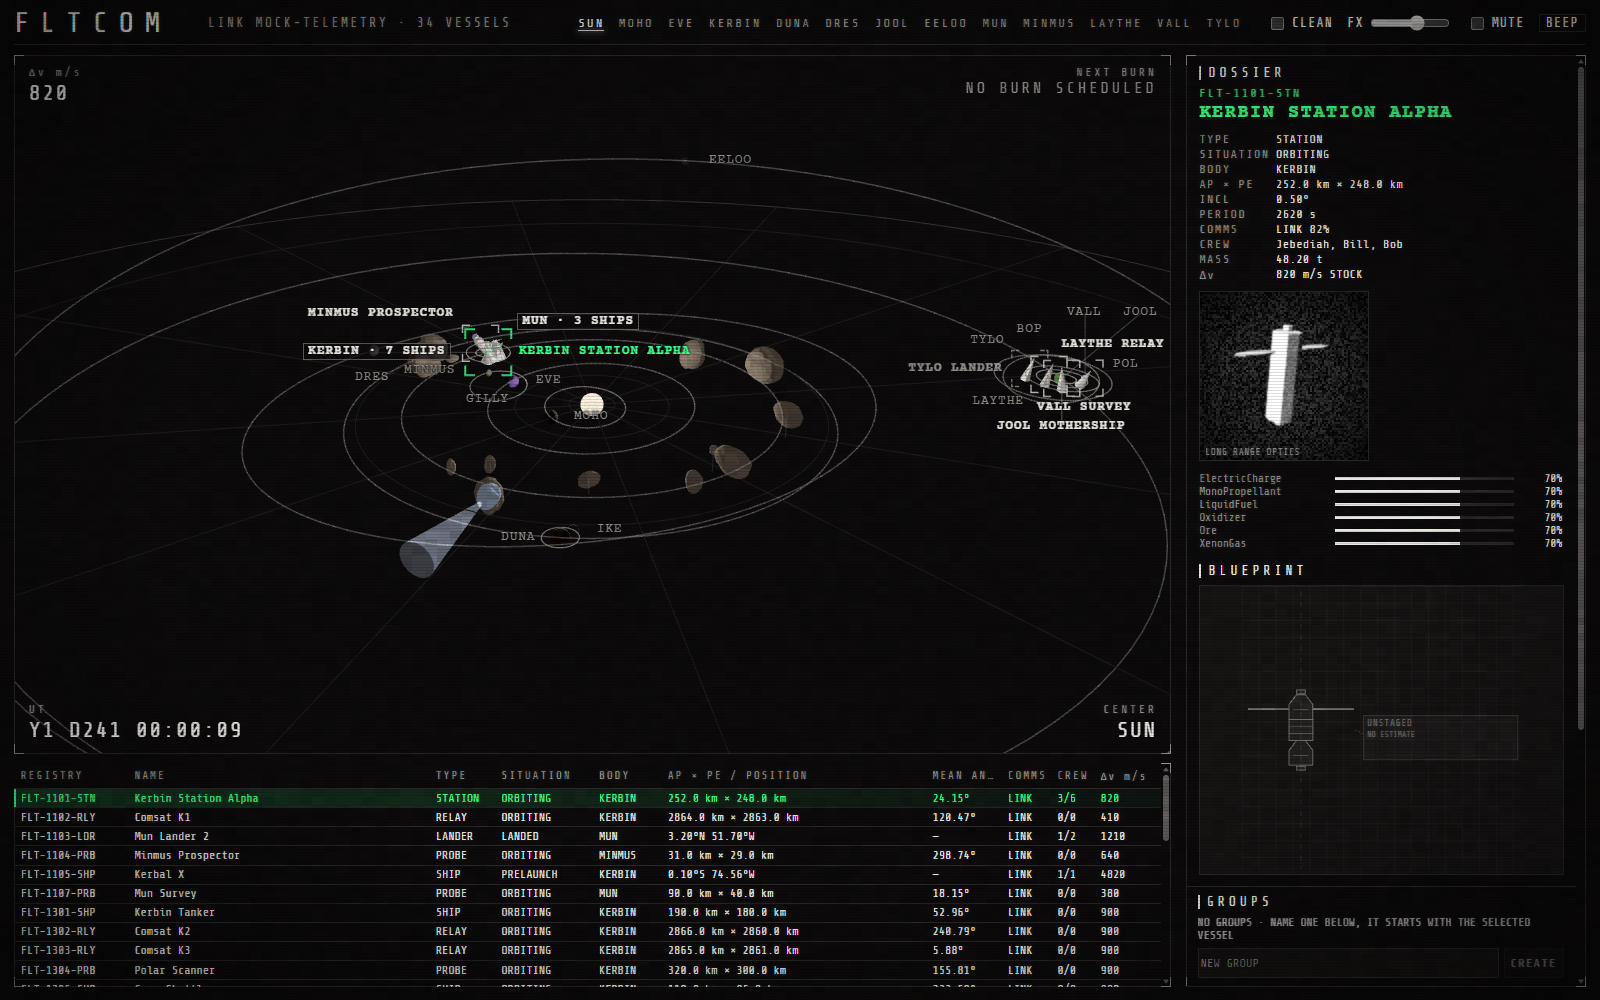 FLTCOM
LINK MOCK-TELEMETRY · 34 VESSELS
SUN MOHO EVE KERBIN DUNA DRES JOOL EELOO MUN MINMUS LAYTHE VALL TYLO
CLEAN FX MUTE BEEP
Δv m/s
820
NEXT BURN
NO BURN SCHEDULED
EELOO
MINMUS PROSPECTOR
MUN · 3 SHIPS
KERBIN · 7 SHIPS
KERBIN STATION ALPHA
DRES
MINMUS
EVE
GILLY
MOHO
DUNA
IKE
VALL
JOOL
BOP
TYLO
LAYTHE RELAY
TYLO LANDER
POL
LAYTHE
VALL SURVEY
JOOL MOTHERSHIP
UT
Y1 D241 00:00:09
CENTER
SUN
REGISTRY NAME TYPE SITUATION BODY AP × PE / POSITION MEAN AN… COMMS CREW Δv m/s
FLT-1101-STN Kerbin Station Alpha STATION ORBITING KERBIN 252.0 km × 248.0 km 24.15° LINK 3/6 820
FLT-1102-RLY Comsat K1 RELAY ORBITING KERBIN 2864.0 km × 2863.0 km 120.47° LINK 0/0 410
FLT-1103-LDR Mun Lander 2 LANDER LANDED MUN 3.20°N 51.70°W — LINK 1/2 1210
FLT-1104-PRB Minmus Prospector PROBE ORBITING MINMUS 31.0 km × 29.0 km 298.74° LINK 0/0 640
FLT-1105-SHP Kerbal X SHIP PRELAUNCH KERBIN 0.10°S 74.56°W — LINK 1/1 4820
FLT-1107-PRB Mun Survey PROBE ORBITING MUN 90.0 km × 40.0 km 18.15° LINK 0/0 380
FLT-1301-SHP Kerbin Tanker SHIP ORBITING KERBIN 190.0 km × 180.0 km 52.96° LINK 0/0 900
FLT-1302-RLY Comsat K2 RELAY ORBITING KERBIN 2866.0 km × 2860.0 km 240.79° LINK 0/0 900
FLT-1303-RLY Comsat K3 RELAY ORBITING KERBIN 2865.0 km × 2861.0 km 5.88° LINK 0/0 900
FLT-1304-PRB Polar Scanner PROBE ORBITING KERBIN 320.0 km × 300.0 km 155.81° LINK 0/0 900
DOSSIER
FLT-1101-STN
KERBIN STATION ALPHA
TYPE STATION
SITUATION ORBITING
BODY KERBIN
AP × PE 252.0 km × 248.0 km
INCL 0.50°
PERIOD 2620 s
COMMS LINK 82%
CREW Jebediah, Bill, Bob
MASS 48.20 t
Δv 820 m/s STOCK
LONG RANGE OPTICS
ElectricCharge 70%
MonoPropellant 70%
LiquidFuel 70%
Oxidizer 70%
Ore 70%
XenonGas 70%
BLUEPRINT
UNSTAGED
NO ESTIMATE
GROUPS
NO GROUPS · NAME ONE BELOW, IT STARTS WITH THE SELECTED
VESSEL
NEW GROUP CREATE